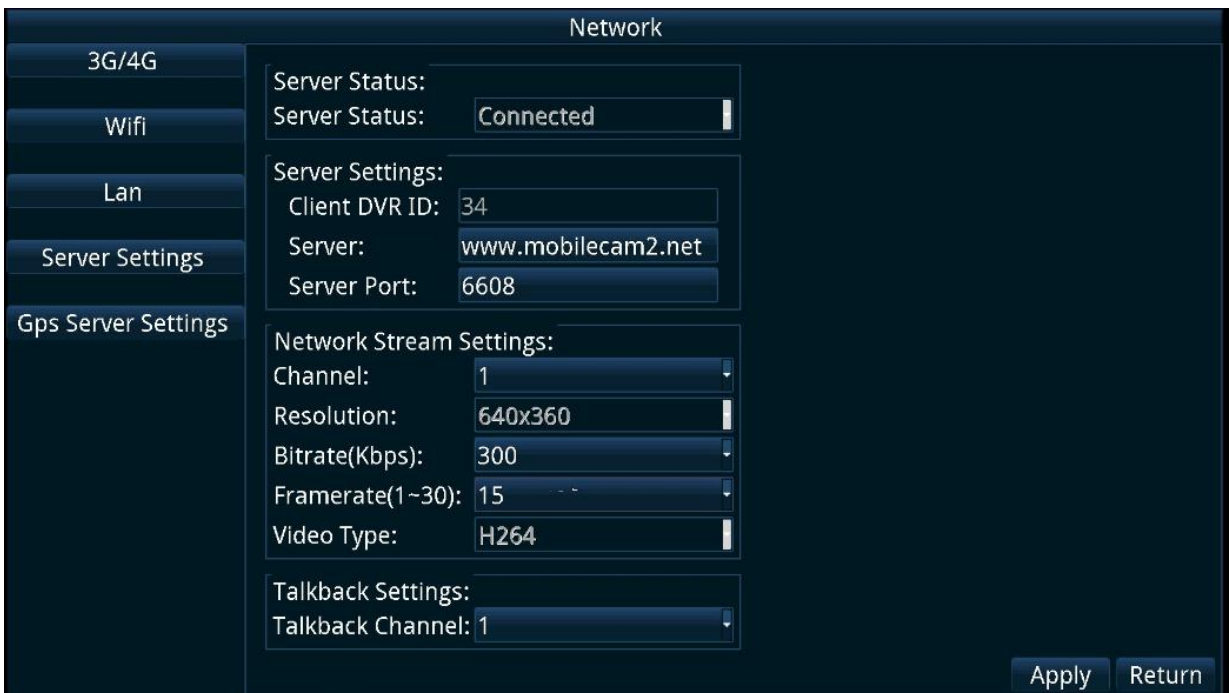 Network
3G/4G
Wifi
Lan
Server Settings
Gps Server Settings
Server Status:
Server Status: Connected
Server Settings:
Client DVR ID: 34
Server: www.mobilecam2.net
Server Port: 6608
Network Stream Settings:
Channel: 1
Resolution: 640x360
Bitrate(Kbps): 300
Framerate(1~30): 15
Video Type: H264
Talkback Settings:
Talkback Channel: 1
Apply Return